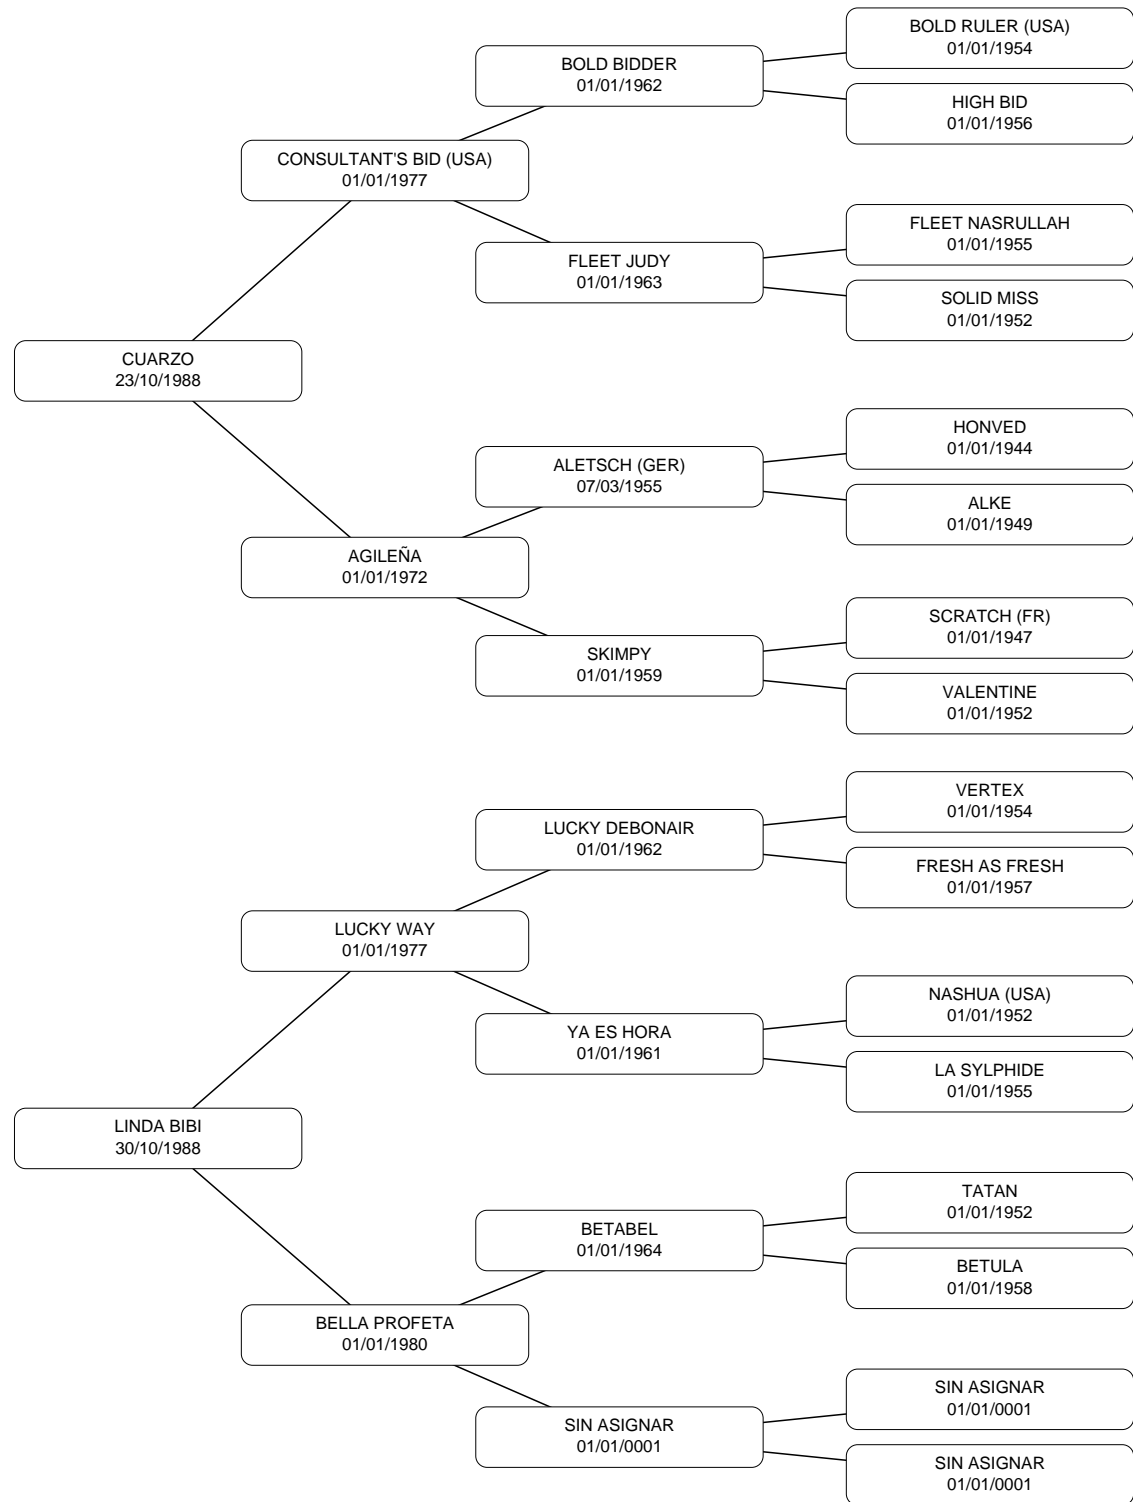 BOLD RULER (USA)
01/01/1954
BOLD BIDDER
01/01/1962
HIGH BID
01/01/1956
CONSULTANT'S BID (USA)
01/01/1977
FLEET NASRULLAH
01/01/1955
FLEET JUDY
01/01/1963
SOLID MISS
01/01/1952
CUARZO
23/10/1988
HONVED
01/01/1944
ALETSCH (GER)
07/03/1955
ALKE
01/01/1949
AGILEÑA
01/01/1972
SCRATCH (FR)
01/01/1947
SKIMPY
01/01/1959
VALENTINE
01/01/1952
VERTEX
01/01/1954
LUCKY DEBONAIR
01/01/1962
FRESH AS FRESH
01/01/1957
LUCKY WAY
01/01/1977
NASHUA (USA)
01/01/1952
YA ES HORA
01/01/1961
LA SYLPHIDE
01/01/1955
LINDA BIBI
30/10/1988
TATAN
01/01/1952
BETABEL
01/01/1964
BETULA
01/01/1958
BELLA PROFETA
01/01/1980
SIN ASIGNAR
01/01/0001
SIN ASIGNAR
01/01/0001
SIN ASIGNAR
01/01/0001